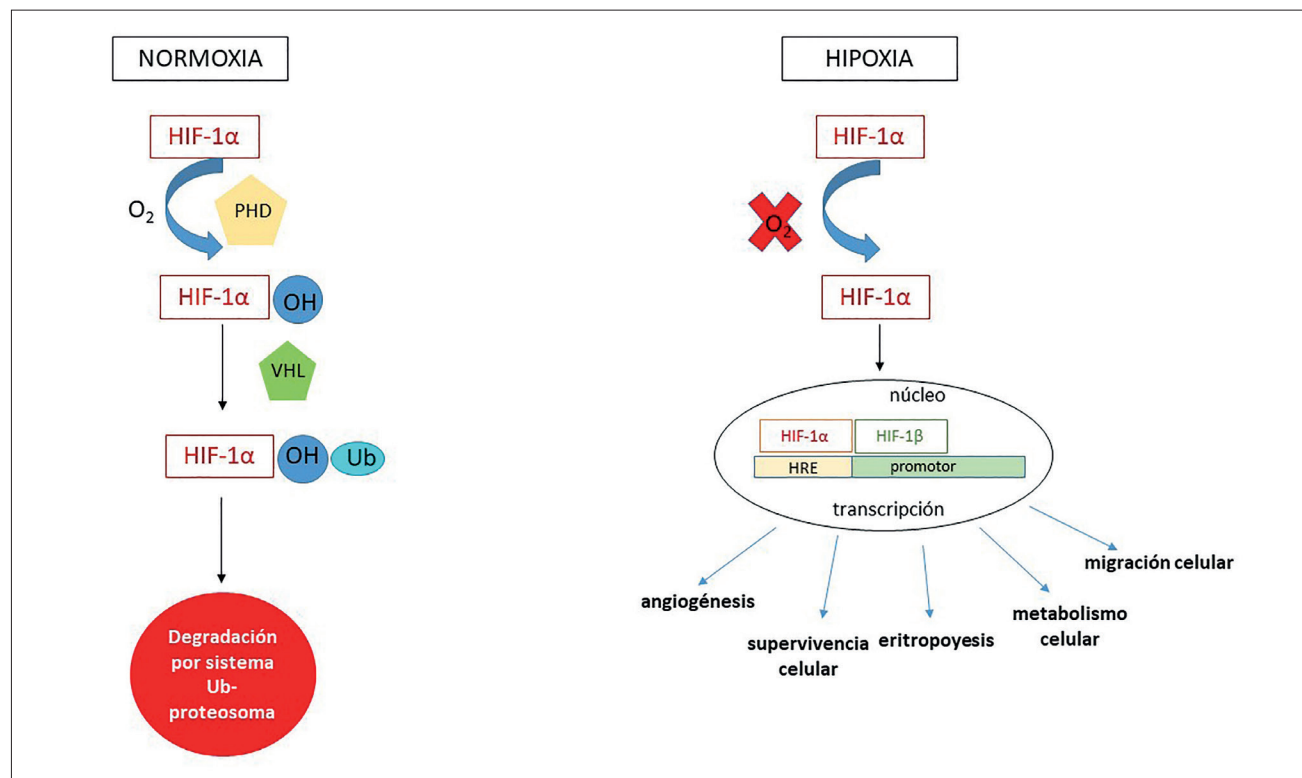 NORMOXIA
HIF-1α
O₂
PHD
HIF-1α
OH
VHL
HIF-1α
OH
Ub
Degradación
por sistema
Ub-
proteosoma
HIPOXIA
HIF-1α
O₂
HIF-1α
núcleo
HIF-1α
HIF-1β
HRE
promotor
transcripción
angiogénesis
supervivencia
celular
eritropoyesis
metabolismo
celular
migración celular